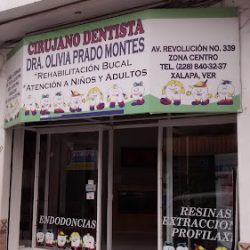 CIRUJANO DENTISTA
DRA. OLIVIA PRADO MONTES
*REHABILITACIÓN BUCAL
*ATENCIÓN A NIÑOS Y ADULTOS
AV. REVOLUCIÓN NO. 339
ZONA CENTRO
TEL. (228) 840-32-37
XALAPA, VER
ENDODONCIAS
RESINAS
EXTRACCIO
PROFILAX